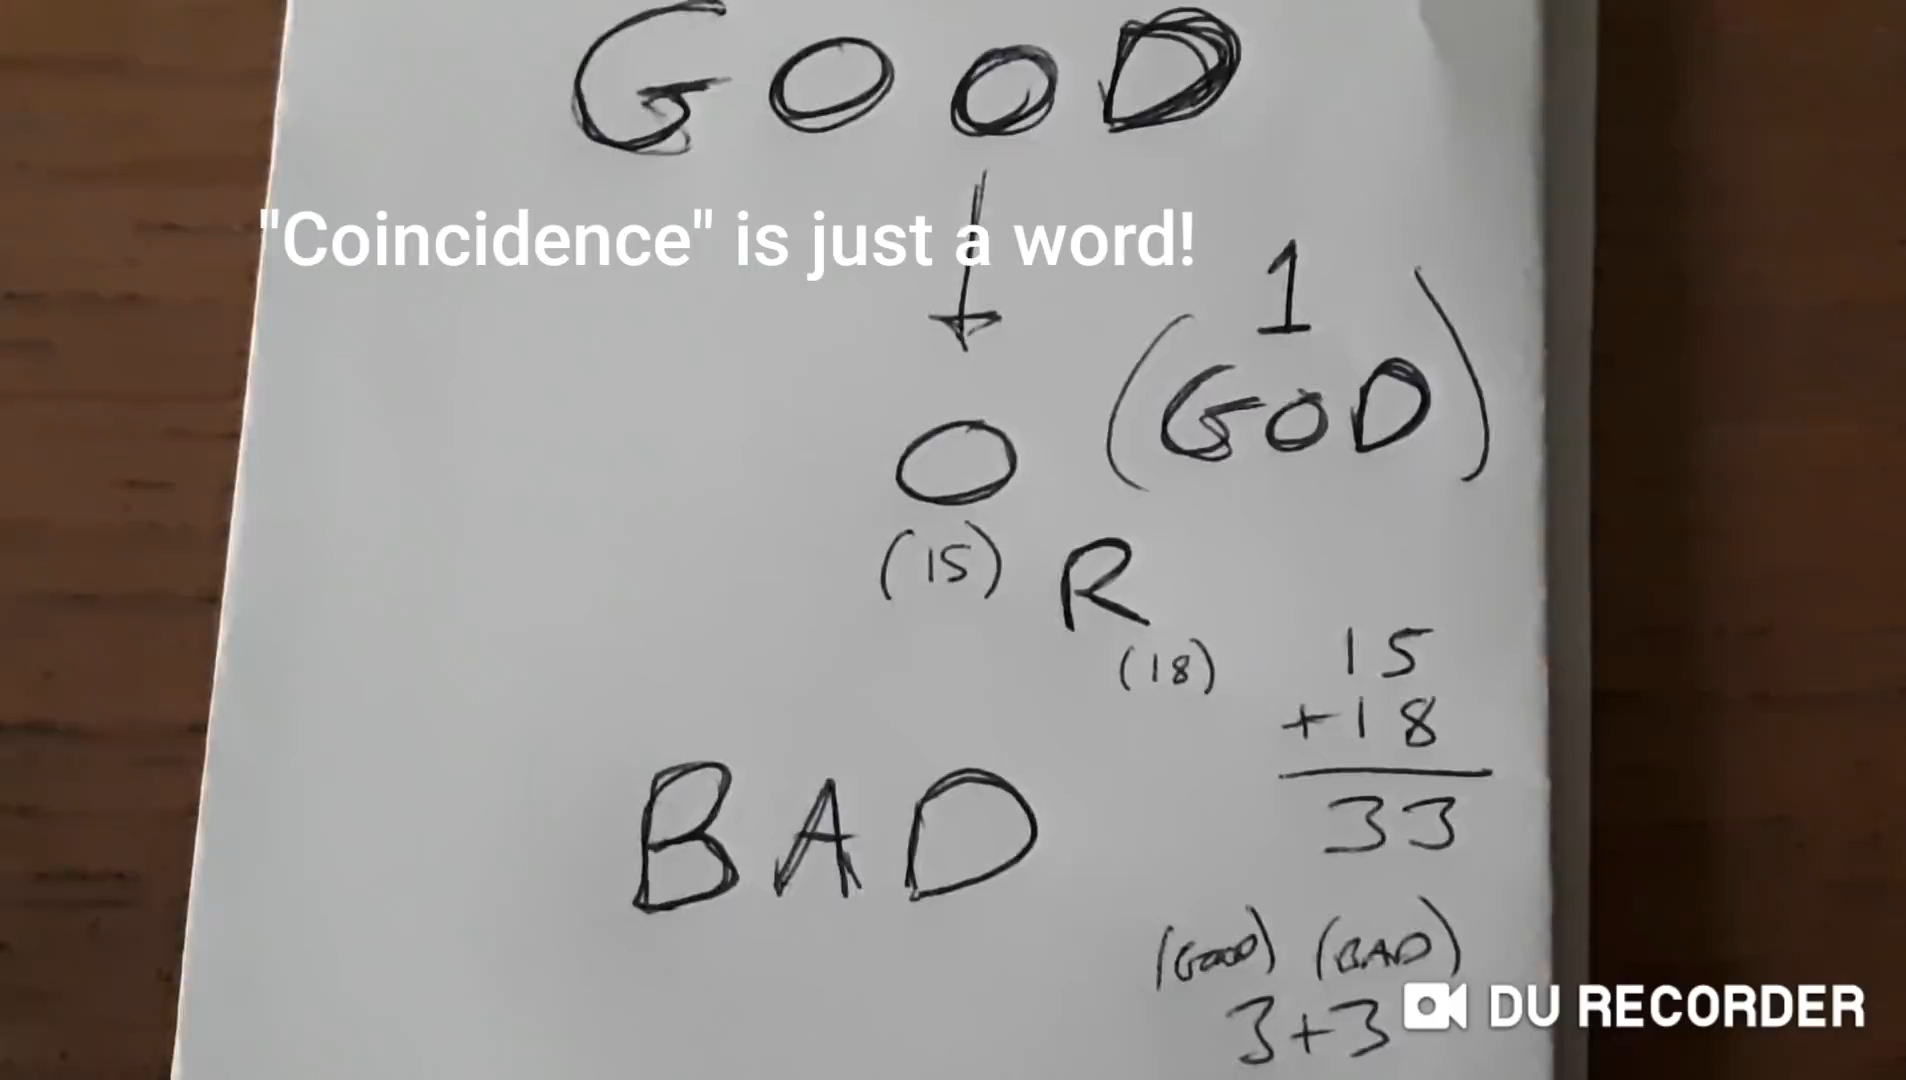 GOOD
"Coincidence" is just a word!
1
(GOD)
O
(15)
R
(18)
15
+18
33
BAD
(GOOD) (BAD)
3+3
DU RECORDER